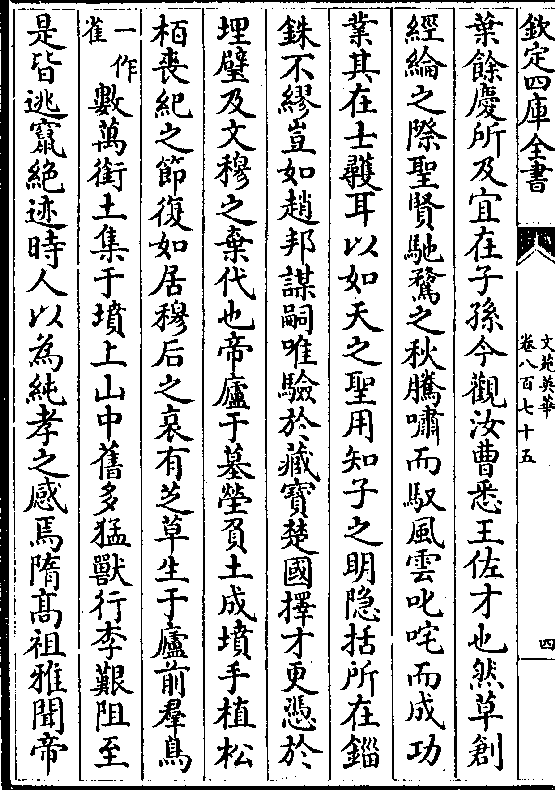 欽定四庫全書
文苑英華
卷八百七十五
四
葉餘慶所及宜在子孫今觀汝曹悉王佐才也然草創
經綸之際聖賢馳騖之秋騰嘯而馭風雲叱咤而成功
業其在士彠耳以如天之聖用知子之明隐括所在錙
銖不繆豈如趙邦謀嗣唯驗於藏寳楚國擇才更憑於
埋璧及文穆之棄代也帝廬于墓塋負土成墳手植松
栢喪紀之節復如居穆后之哀有芝草生于廬前羣鳥
一作雀數萬銜土集于墳上山中舊多猛獸行李艱阻至
是皆逃竄絶迹時人以為純孝之感焉隋髙祖雅聞帝